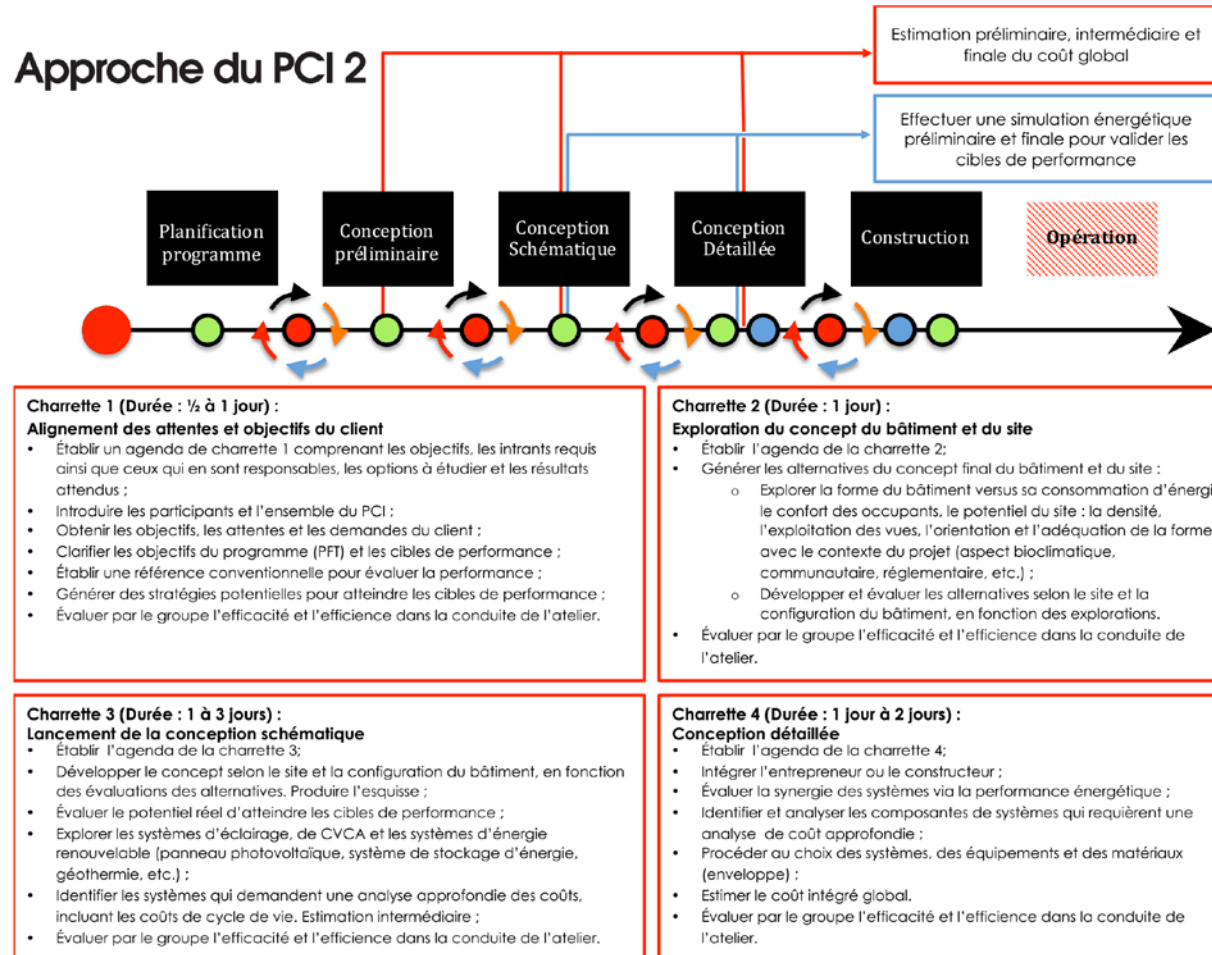 Approche du PCI 2
Estimation préliminaire, intermédiaire et
finale du coût global
Effectuer une simulation énergétique
préliminaire et finale pour valider les
cibles de performance
Planification
programme
Conception
préliminaire
Conception
Schématique
Conception
Détaillée
Construction
Opération
Charrette 1 (Durée : ½ à 1 jour) :
Alignement des attentes et objectifs du client
• Établir un agenda de charrette 1 comprenant les objectifs, les intrants requis
ainsi que ceux qui en sont responsables, les options à étudier et les résultats
attendus ;
• Introduire les participants et l'ensemble du PCI ;
• Obtenir les objectifs, les attentes et les demandes du client ;
• Clarifier les objectifs du programme (PFT) et les cibles de performance ;
• Établir une référence conventionnelle pour évaluer la performance ;
• Générer des stratégies potentielles pour atteindre les cibles de performance ;
• Évaluer par le groupe l'efficacité et l'efficience dans la conduite de l'atelier.
Charrette 2 (Durée : 1 jour) :
Exploration du concept du bâtiment et du site
• Établir l'agenda de la charrette 2;
• Générer les alternatives du concept final du bâtiment et du site :
o Explorer la forme du bâtiment versus sa consommation d'énergi
le confort des occupants, le potentiel du site : la densité,
l'exploitation des vues, l'orientation et l'adéquation de la forme
avec le contexte du projet (aspect bioclimatique,
communautaire, réglementaire, etc.) ;
o Développer et évaluer les alternatives selon le site et la
configuration du bâtiment, en fonction des explorations.
• Évaluer par le groupe l'efficacité et l'efficience dans la conduite de
l'atelier.
Charrette 3 (Durée : 1 à 3 jours) :
Lancement de la conception schématique
• Établir l'agenda de la charrette 3;
• Développer le concept selon le site et la configuration du bâtiment, en fonction
des évaluations des alternatives. Produire l'esquisse ;
• Évaluer le potentiel réel d'atteindre les cibles de performance ;
• Explorer les systèmes d'éclairage, de CVCA et les systèmes d'énergie
renouvelable (panneau photovoltaïque, système de stockage d'énergie,
géothermie, etc.) ;
• Identifier les systèmes qui demandent une analyse approfondie des coûts,
incluant les coûts de cycle de vie. Estimation intermédiaire ;
• Évaluer par le groupe l'efficacité et l'efficience dans la conduite de l'atelier.
Charrette 4 (Durée : 1 jour à 2 jours) :
Conception détaillée
• Établir l'agenda de la charrette 4;
• Intégrer l'entrepreneur ou le constructeur ;
• Évaluer la synergie des systèmes via la performance énergétique ;
• Identifier et analyser les composantes de systèmes qui requièrent une
analyse de coût approfondie ;
• Procéder au choix des systèmes, des équipements et des matériaux
(enveloppe) ;
• Estimer le coût intégré global.
• Évaluer par le groupe l'efficacité et l'efficience dans la conduite de
l'atelier.